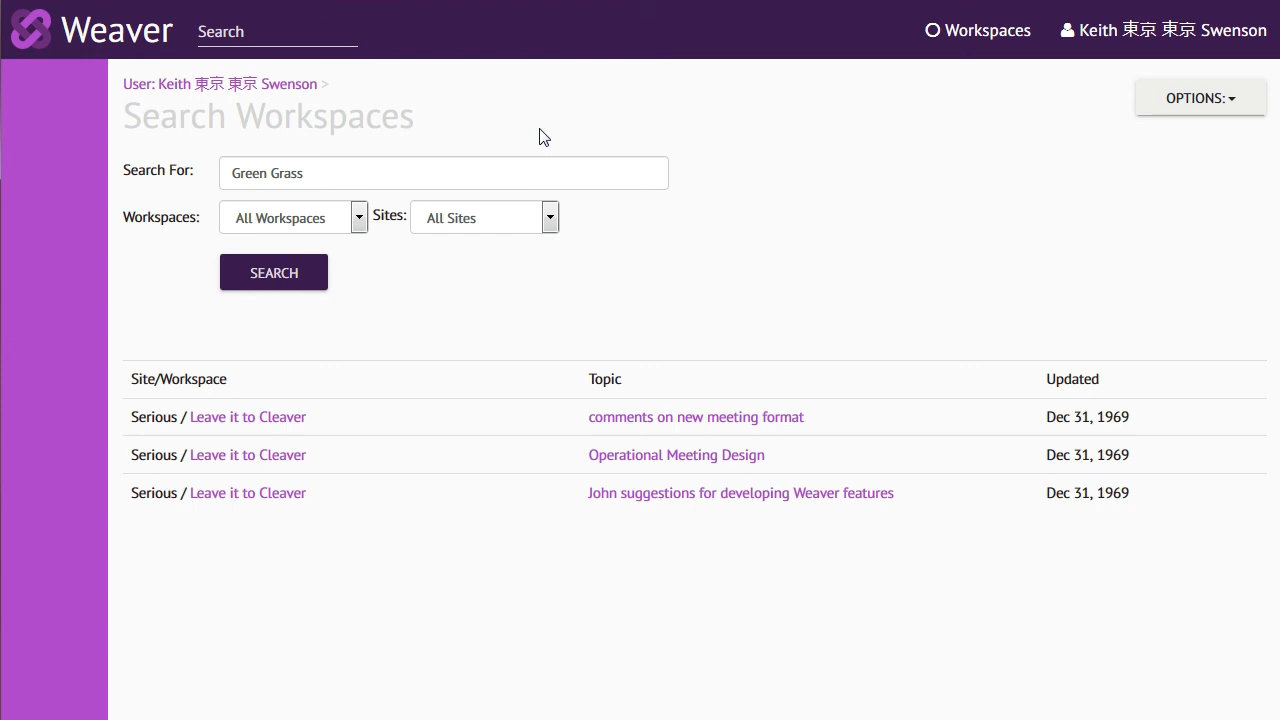 Weaver Search Workspaces Keith 東京 東京 Swenson
User: Keith 東京 東京 Swenson >
OPTIONS:
Search Workspaces
Search For: Green Grass
Workspaces: All Workspaces Sites: All Sites
SEARCH
Site/Workspace Topic Updated
Serious / Leave it to Cleaver comments on new meeting format Dec 31, 1969
Serious / Leave it to Cleaver Operational Meeting Design Dec 31, 1969
Serious / Leave it to Cleaver John suggestions for developing Weaver features Dec 31, 1969